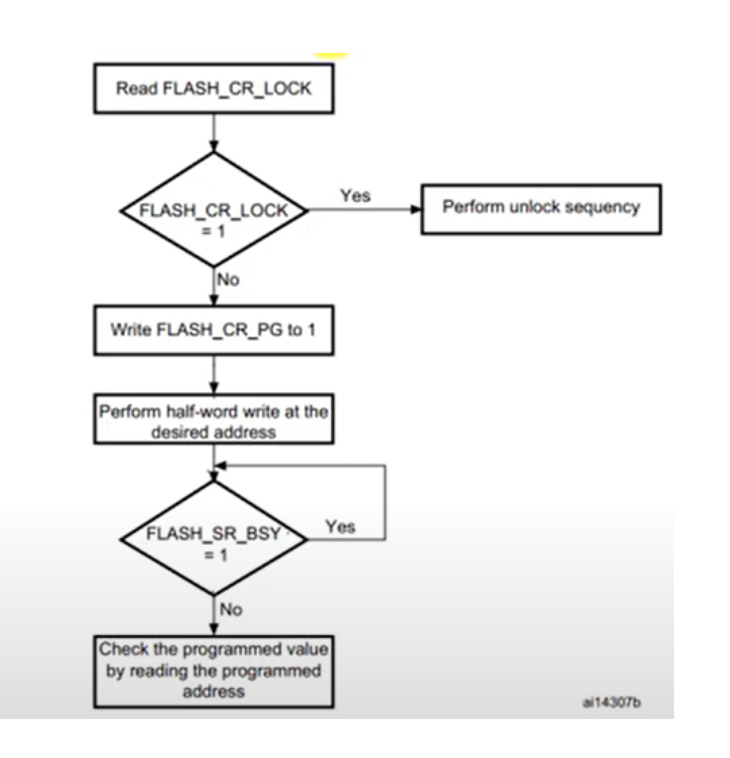 Read FLASH_CR_LOCK
FLASH_CR_LOCK
= 1
Yes
Perform unlock sequency
No
Write FLASH_CR_PG to 1
Perform half-word write at the
desired address
FLASH_SR_BSY
= 1
Yes
No
Check the programmed value
by reading the programmed
address
ai14307b